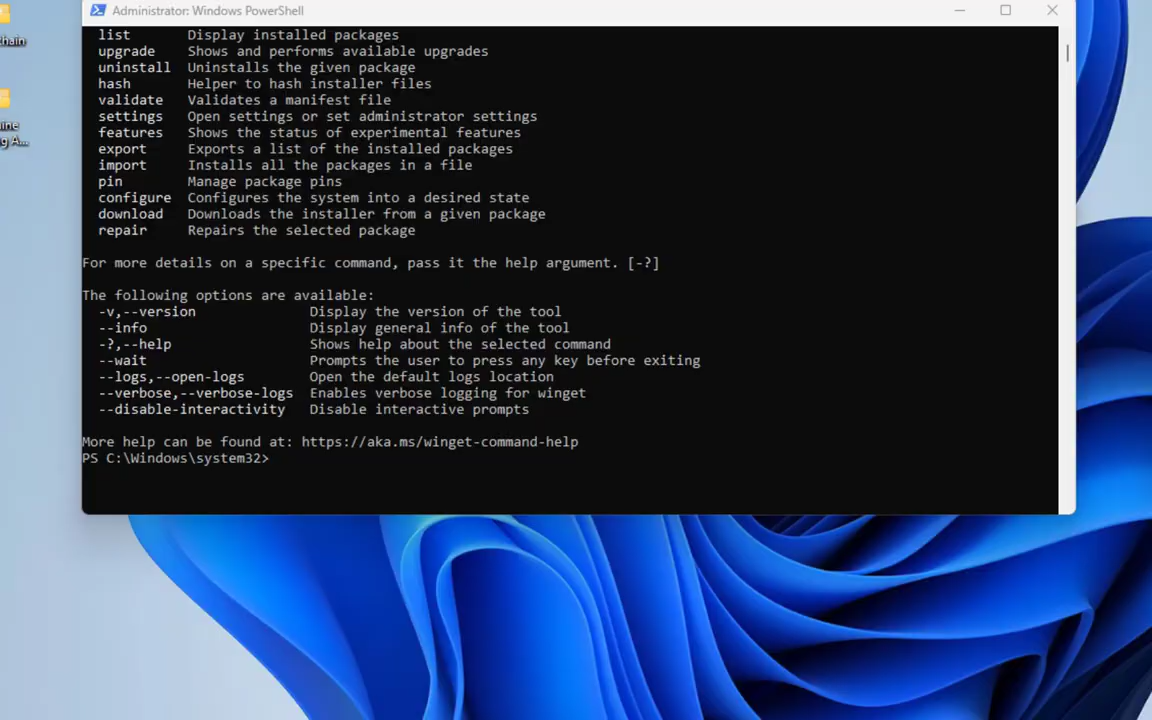 Administrator: Windows PowerShell
list Display installed packages
upgrade Shows and performs available upgrades
uninstall Uninstalls the given package
hash Helper to hash installer files
validate Validates a manifest file
settings Open settings or set administrator settings
features Shows the status of experimental features
export Exports a list of the installed packages
import Installs all the packages in a file
pin Manage package pins
configure Configures the system into a desired state
download Downloads the installer from a given package
repair Repairs the selected package
For more details on a specific command, pass it the help argument. [-?]
The following options are available:
-v,--version Display the version of the tool
--info Display general info of the tool
-?,--help Shows help about the selected command
--wait Prompts the user to press any key before exiting
--logs,--open-logs Open the default logs location
--verbose,--verbose-logs Enables verbose logging for winget
--disable-interactivity Disable interactive prompts
More help can be found at: https://aka.ms/winget-command-help
PS C:\Windows\system32>